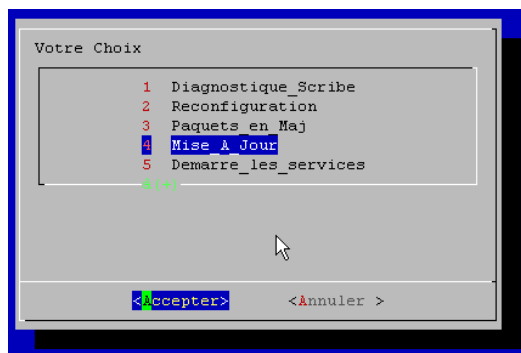 Votre Choix
1 Diagnostique_Scribe
2 Reconfiguration
3 Paquets_en_Maj
4 Mise_A_Jour
5 Demarre_les_services
(+)
<Accepter> <Annuler >